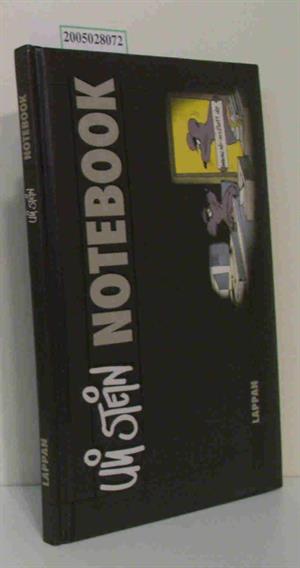 2005028072
NOTEBOOK
Uli STEiN
LAPPAN
Uli STEiN NOTEBOOK
LAPPAN